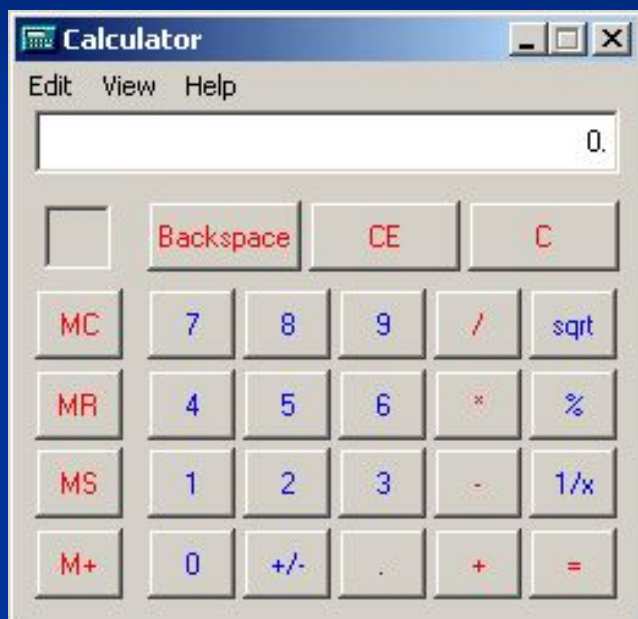 Calculator
Edit View Help
0.
Backspace CE C
MC 7 8 9 / sqrt
MR 4 5 6 * %
MS 1 2 3 - 1/x
M+ 0 +/- . + =